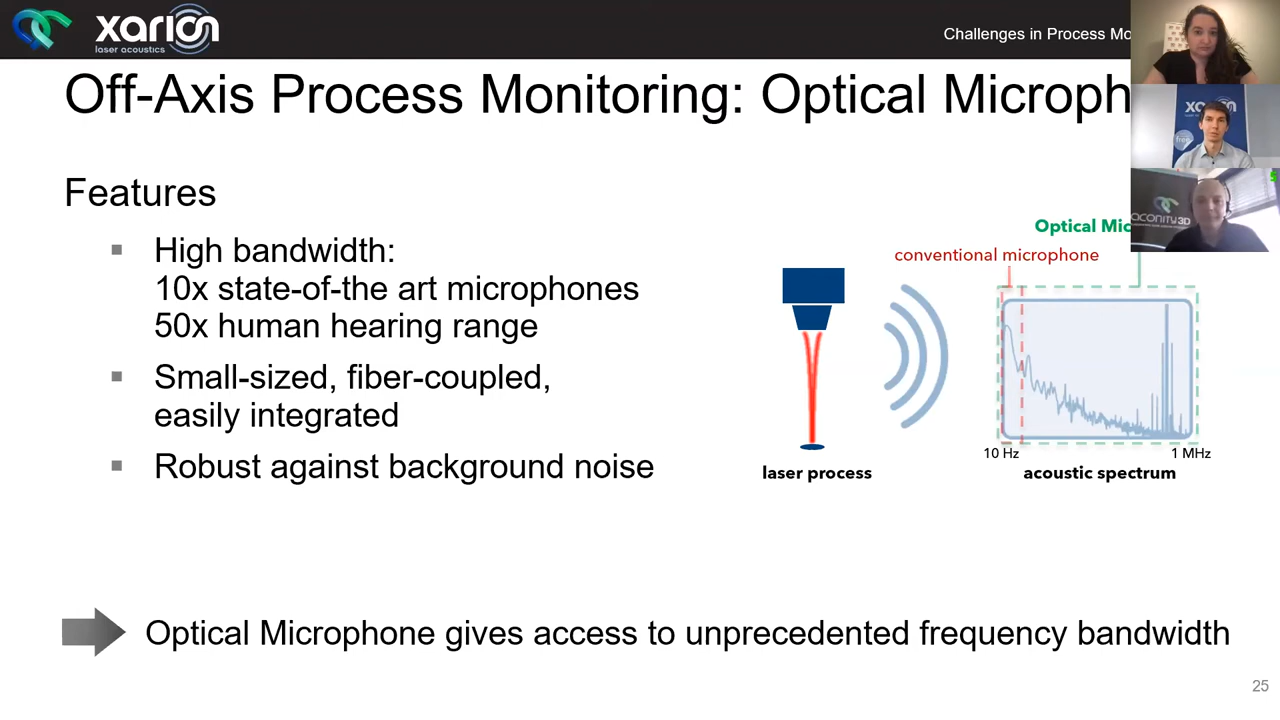 xarion
laser acoustics
Challenges in Process Mo
Off-Axis Process Monitoring: Optical Microph
xarion
free
Features
High bandwidth:
10x state-of-the art microphones
50x human hearing range
Small-sized, fiber-coupled,
easily integrated
Robust against background noise
aconity3D
Optical Mic
conventional microphone
10 Hz
1 MHz
laser process
acoustic spectrum
Optical Microphone gives access to unprecedented frequency bandwidth
25